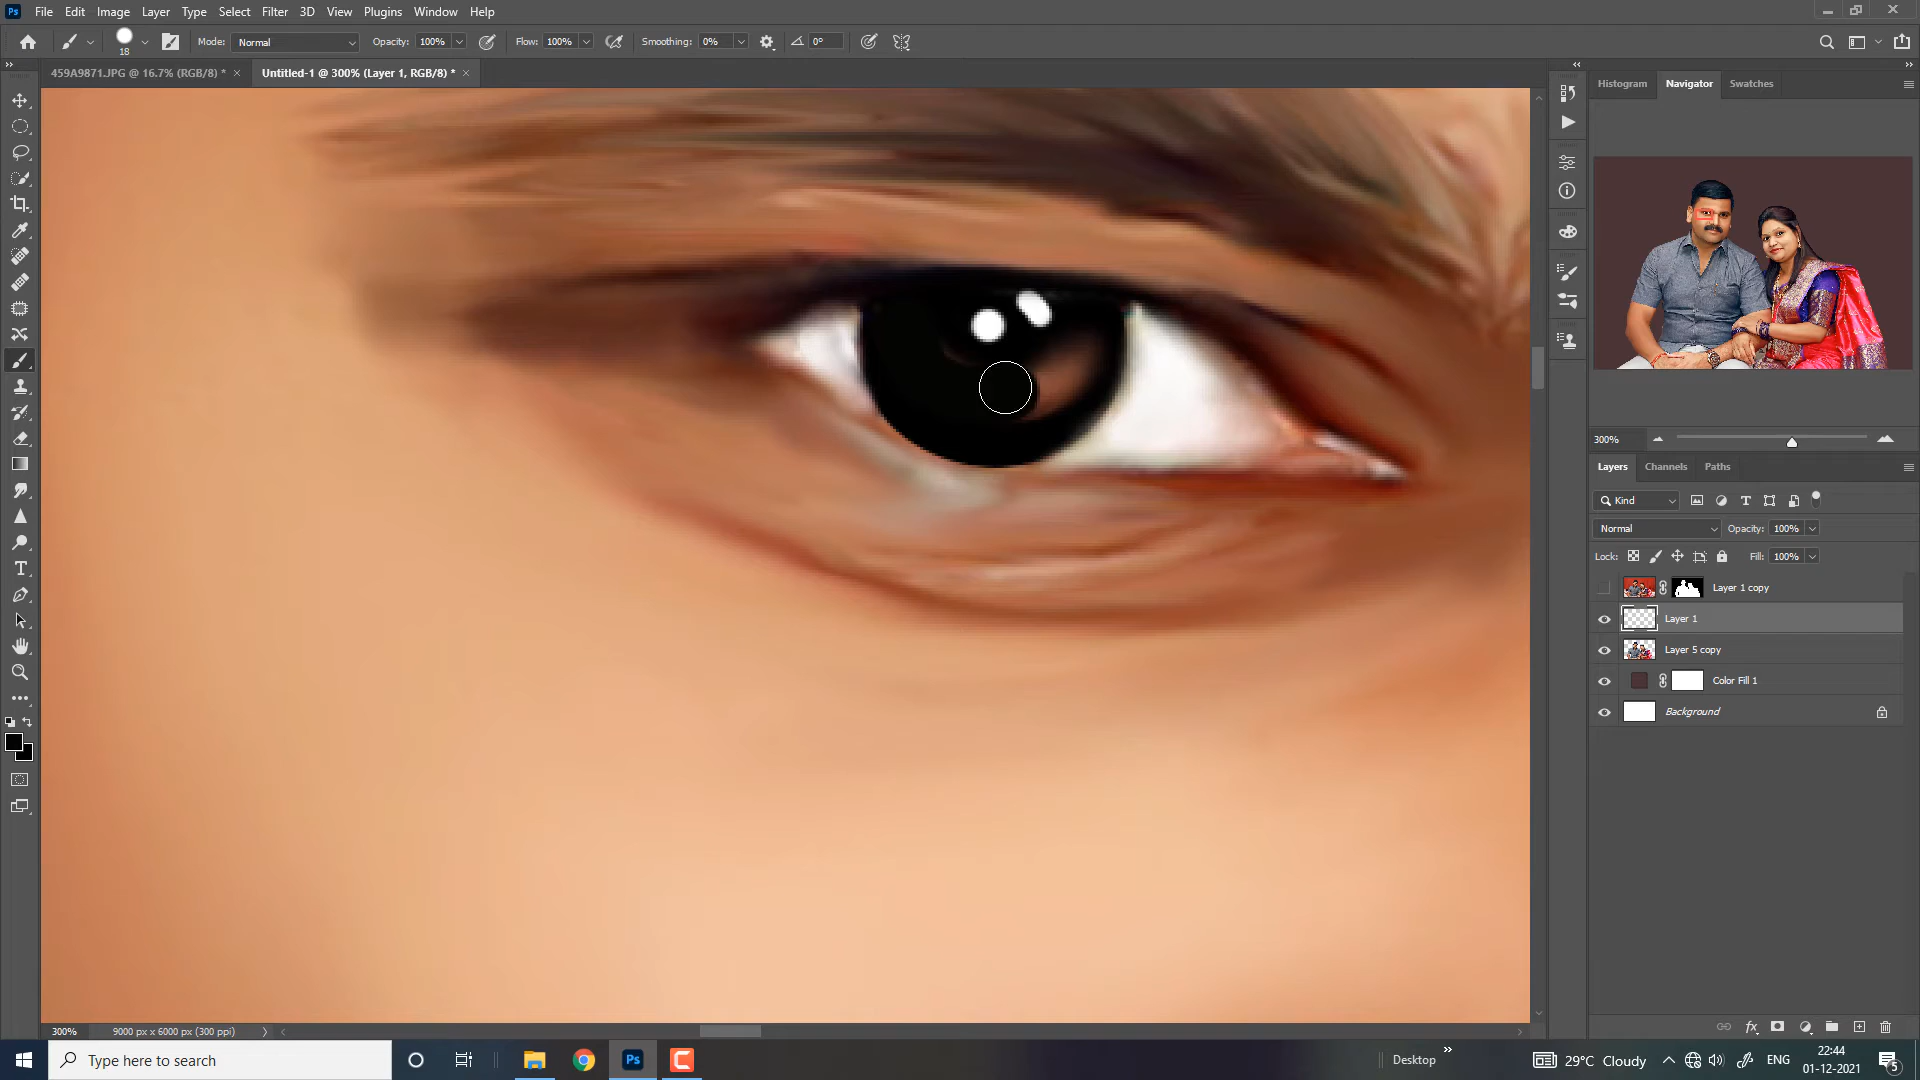 Ps File Edit Image Layer Type Select Filter 3D View Plugins Window Help
18 Mode: Normal Opacity: 100% Flow: 100% Smoothing: 0% 0°
459A9871.JPG @ 16.7% (RGB/8) * × Untitled-1 @ 300% (Layer 1, RGB/8) * ×
Histogram Navigator Swatches
300%
Layers Channels Paths
Kind
Normal Opacity: 100%
Lock: Fill: 100%
Layer 1 copy
Layer 1
Layer 5 copy
Color Fill 1
Background
300% 9000 px x 6000 px (300 ppi)
Type here to search
Ps
Desktop
29°C Cloudy
ENG
22:44
01-12-2021
5